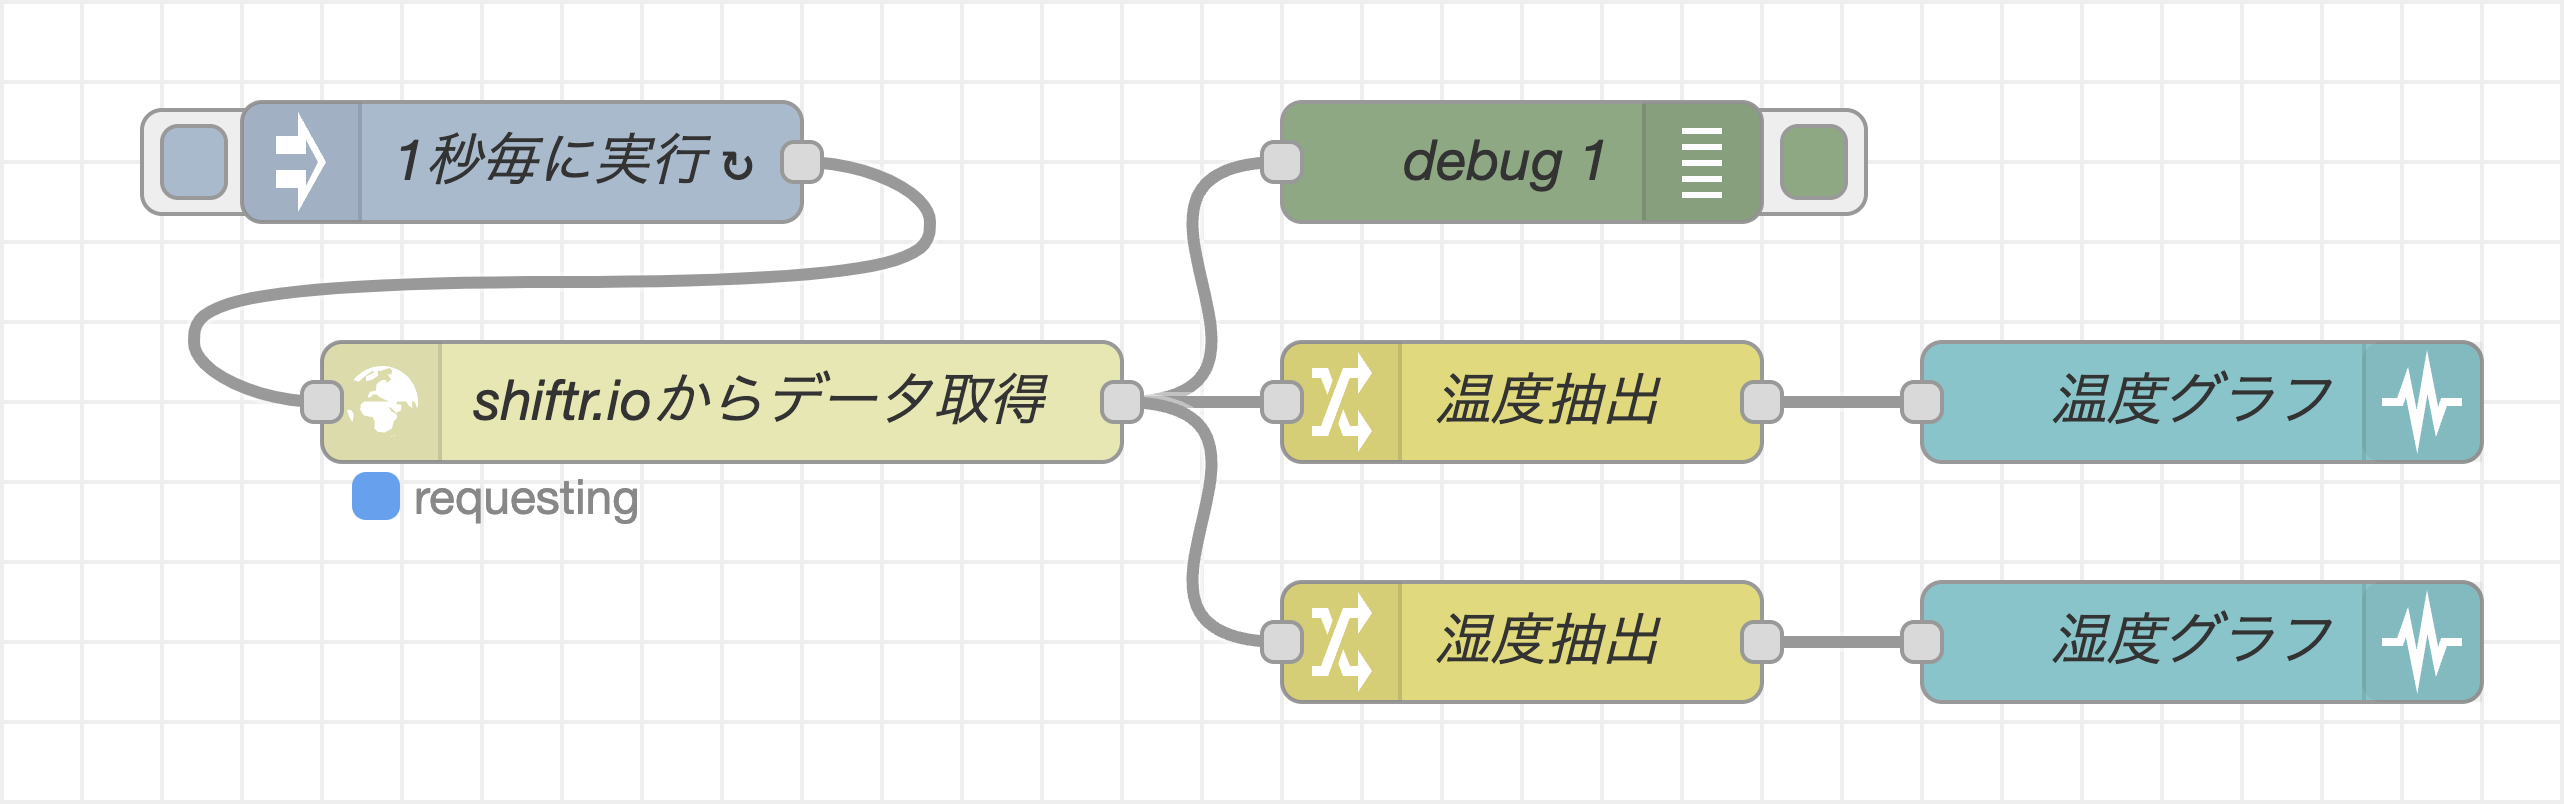 1秒毎に実行 ↻
debug 1
shiftr.ioからデータ取得
温度抽出
温度グラフ
requesting
湿度抽出
湿度グラフ